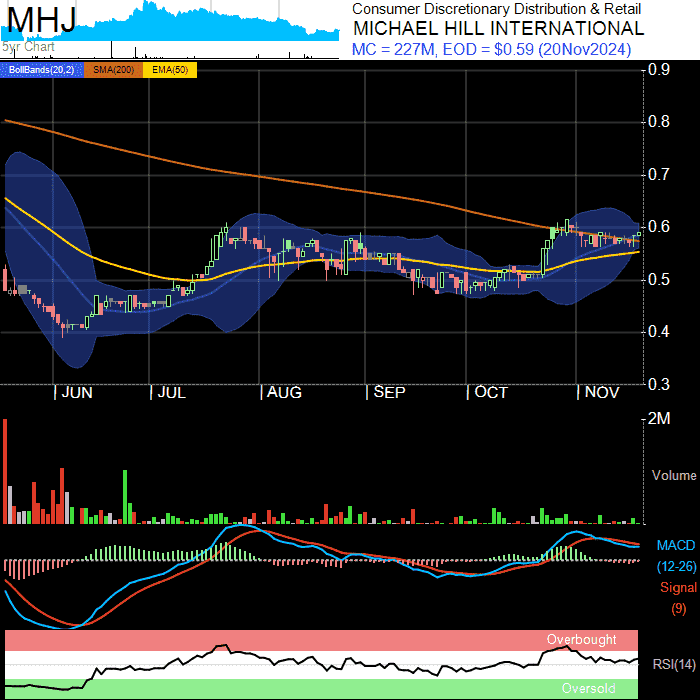 MHJ
5yr Chart
Consumer Discretionary Distribution & Retail
MICHAEL HILL INTERNATIONAL
MC = 227M, EOD = $0.59 (20Nov2024)
BollBands(20,2) SMA(200) EMA(50)
0.9
0.8
0.7
0.6
0.5
0.4
0.3
JUN JUL AUG SEP OCT NOV
2M
Volume
MACD
(12-26)
Signal
(9)
Overbought
RSI(14)
Oversold